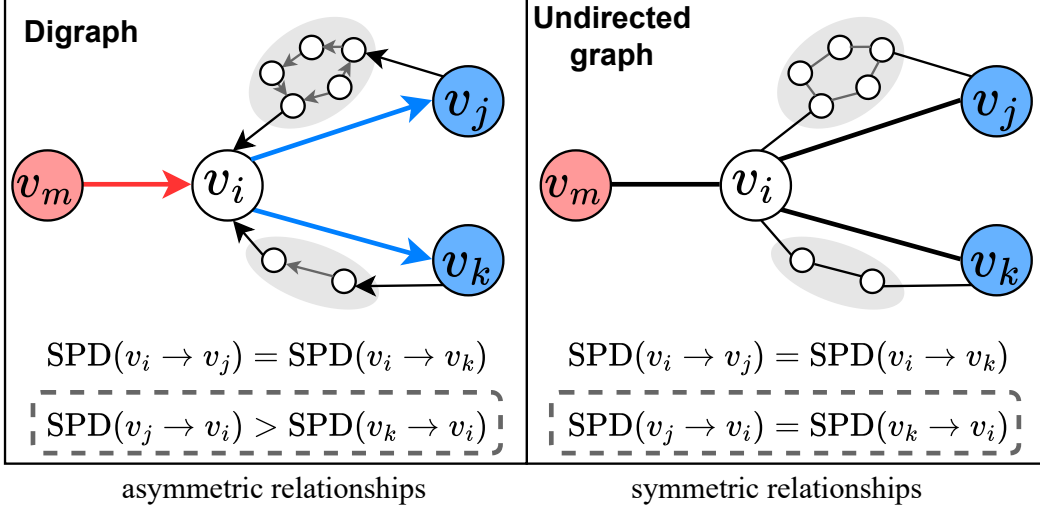 Digraph
v_j
v_m
v_i
v_k
SPD(v_i → v_j) = SPD(v_i → v_k)
SPD(v_j → v_i) > SPD(v_k → v_i)
asymmetric relationships
Undirected
graph
v_j
v_m
v_i
v_k
SPD(v_i → v_j) = SPD(v_i → v_k)
SPD(v_j → v_i) = SPD(v_k → v_i)
symmetric relationships